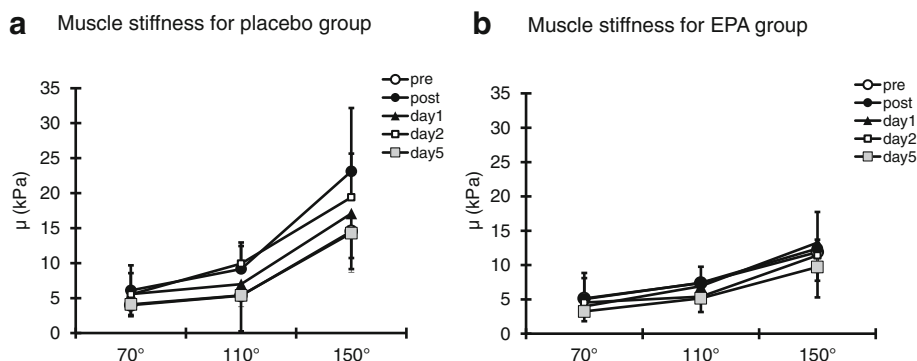 a Muscle stiffness for placebo group
35
30
25
20
15
10
5
0
μ (kPa)
70° 110° 150°
pre
post
day1
day2
day5
b Muscle stiffness for EPA group
35
30
25
20
15
10
5
0
μ (kPa)
70° 110° 150°
pre
post
day1
day2
day5